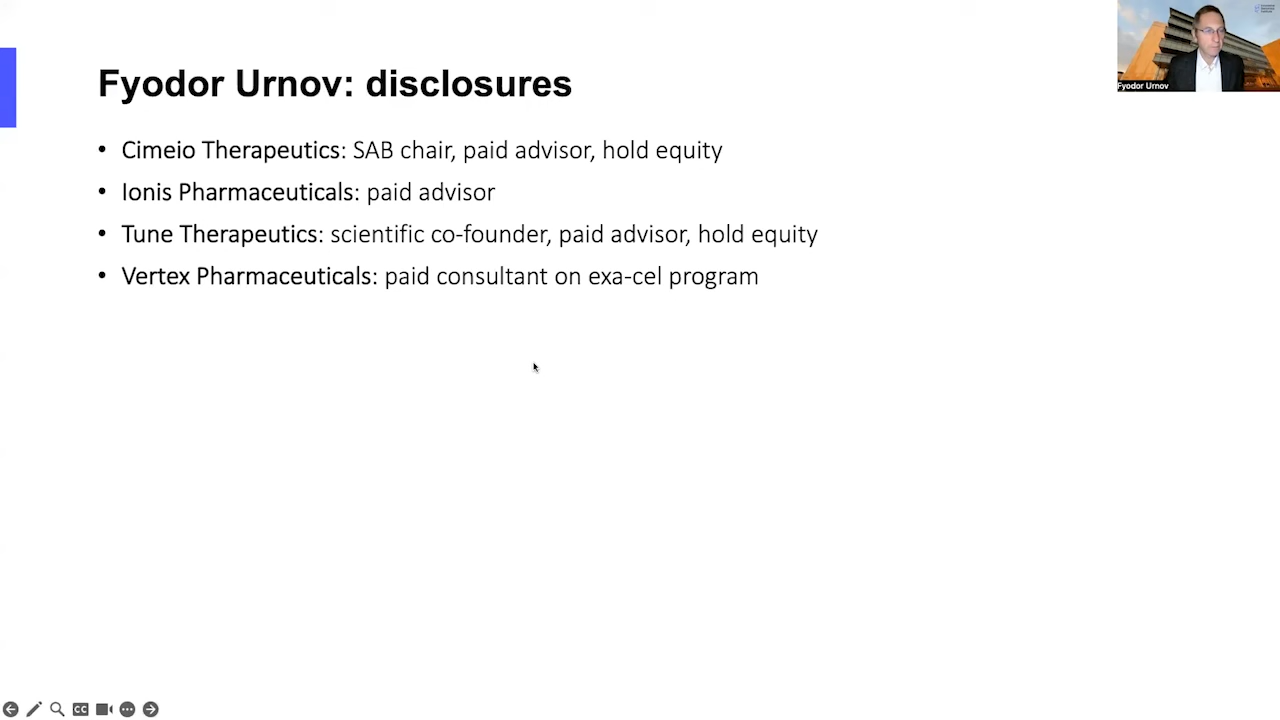 Fyodor Urnov: disclosures
Fyodor Urnov
• Cimeio Therapeutics: SAB chair, paid advisor, hold equity
• Ionis Pharmaceuticals: paid advisor
• Tune Therapeutics: scientific co-founder, paid advisor, hold equity
• Vertex Pharmaceuticals: paid consultant on exa-cel program
CC